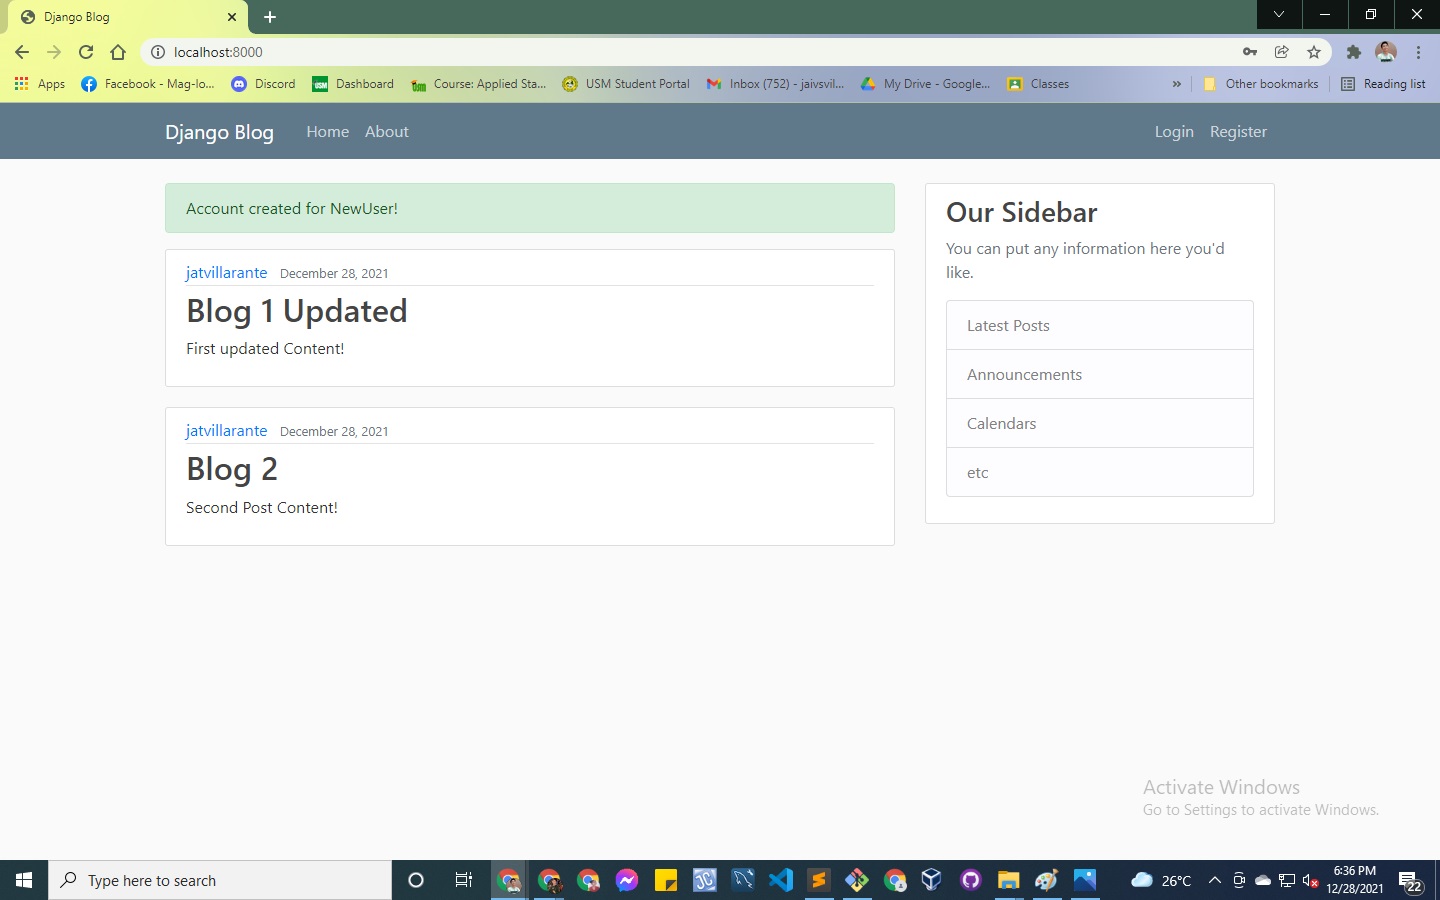 Django Blog
localhost:8000
Apps
Facebook - Mag-lo...
Discord
Dashboard
Course: Applied Sta...
USM Student Portal
Inbox (752) - jaivsvil...
My Drive - Google...
Classes
»
Other bookmarks
Reading list
Django Blog
Home
About
Login
Register
Account created for NewUser!
jatvillarante December 28, 2021
Blog 1 Updated
First updated Content!
jatvillarante December 28, 2021
Blog 2
Second Post Content!
Our Sidebar
You can put any information here you'd
like.
Latest Posts
Announcements
Calendars
etc
Activate Windows
Go to Settings to activate Windows.
Type here to search
26°C
6:36 PM
12/28/2021
22